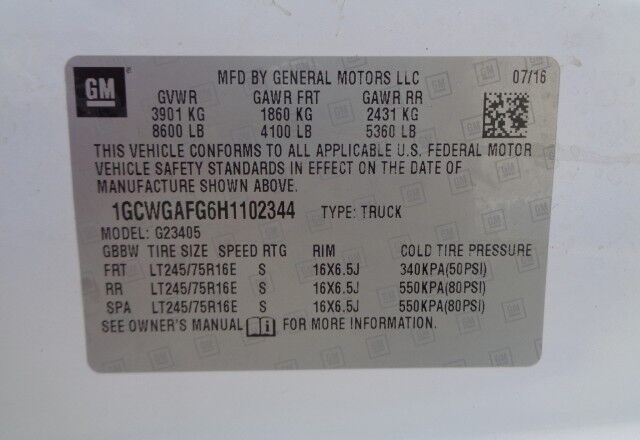 GM MFD BY GENERAL MOTORS LLC 07/16
GVWR GAWR FRT GAWR RR
3901 KG 1860 KG 2431 KG
8600 LB 4100 LB 5360 LB
THIS VEHICLE CONFORMS TO ALL APPLICABLE U.S. FEDERAL MOTOR
VEHICLE SAFETY STANDARDS IN EFFECT ON THE DATE OF
MANUFACTURE SHOWN ABOVE.
1GCWGAFG6H1102344 TYPE: TRUCK
MODEL: G23405
GBBW TIRE SIZE SPEED RTG RIM COLD TIRE PRESSURE
FRT LT245/75R16E S 16X6.5J 340KPA(50PSI)
RR LT245/75R16E S 16X6.5J 550KPA(80PSI)
SPA LT245/75R16E S 16X6.5J 550KPA(80PSI)
SEE OWNER'S MANUAL FOR MORE INFORMATION.